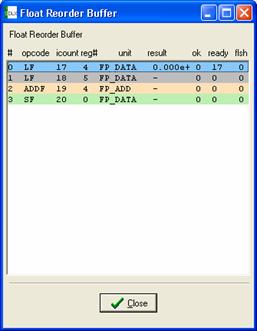 Float Reorder Buffer
Float Reorder Buffer
# opcode icount reg# unit result ok ready flsh
0 LF 17 4 FP_DATA 0.000e+ 0 17 0
1 LF 18 5 FP_DATA - 0 0 0
2 ADDF 19 4 FP_ADD - 0 0 0
3 SF 20 0 FP_DATA - 0 0 0
Close